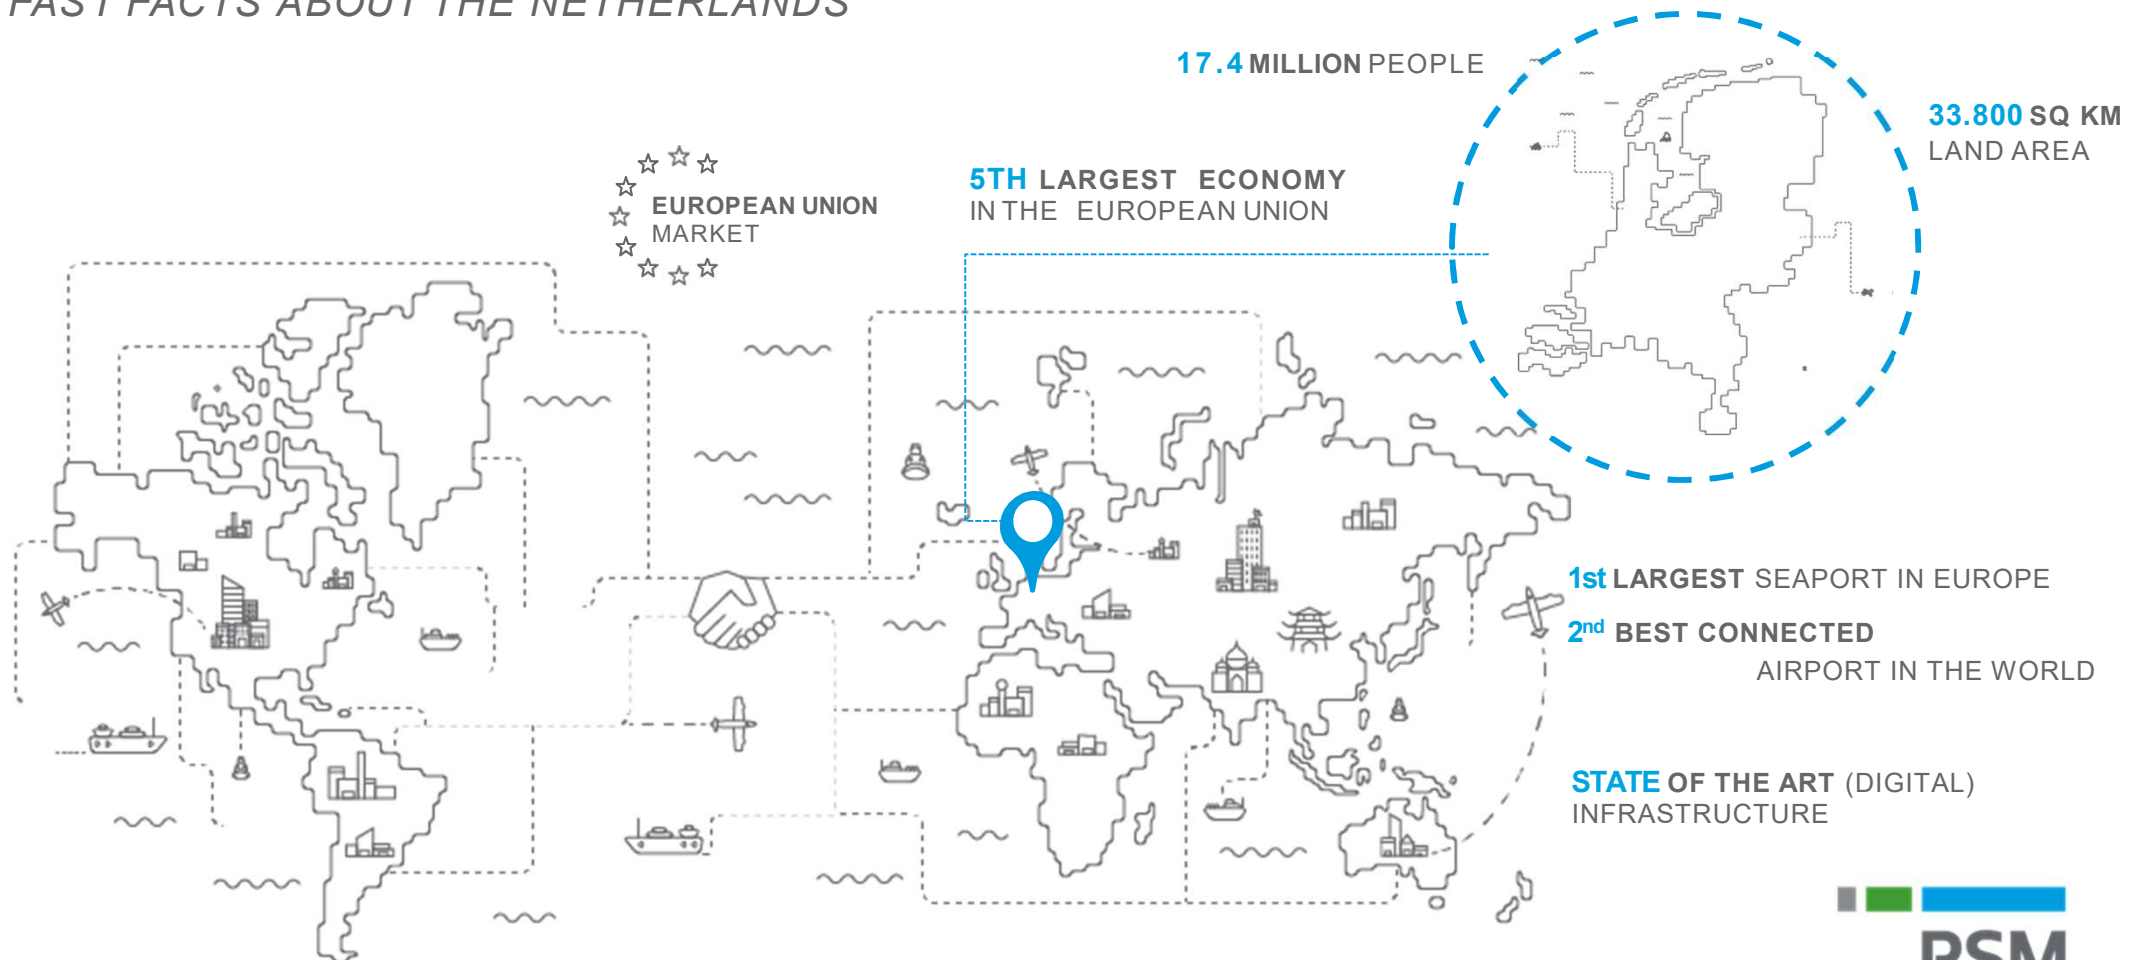 FAST FACTS ABOUT THE NETHERLANDS
17.4 MILLION PEOPLE
33.800 SQ KM
LAND AREA
5TH LARGEST ECONOMY
IN THE EUROPEAN UNION
EUROPEAN UNION
MARKET
1st LARGEST SEAPORT IN EUROPE
2nd BEST CONNECTED
AIRPORT IN THE WORLD
STATE OF THE ART (DIGITAL)
INFRASTRUCTURE
RSM